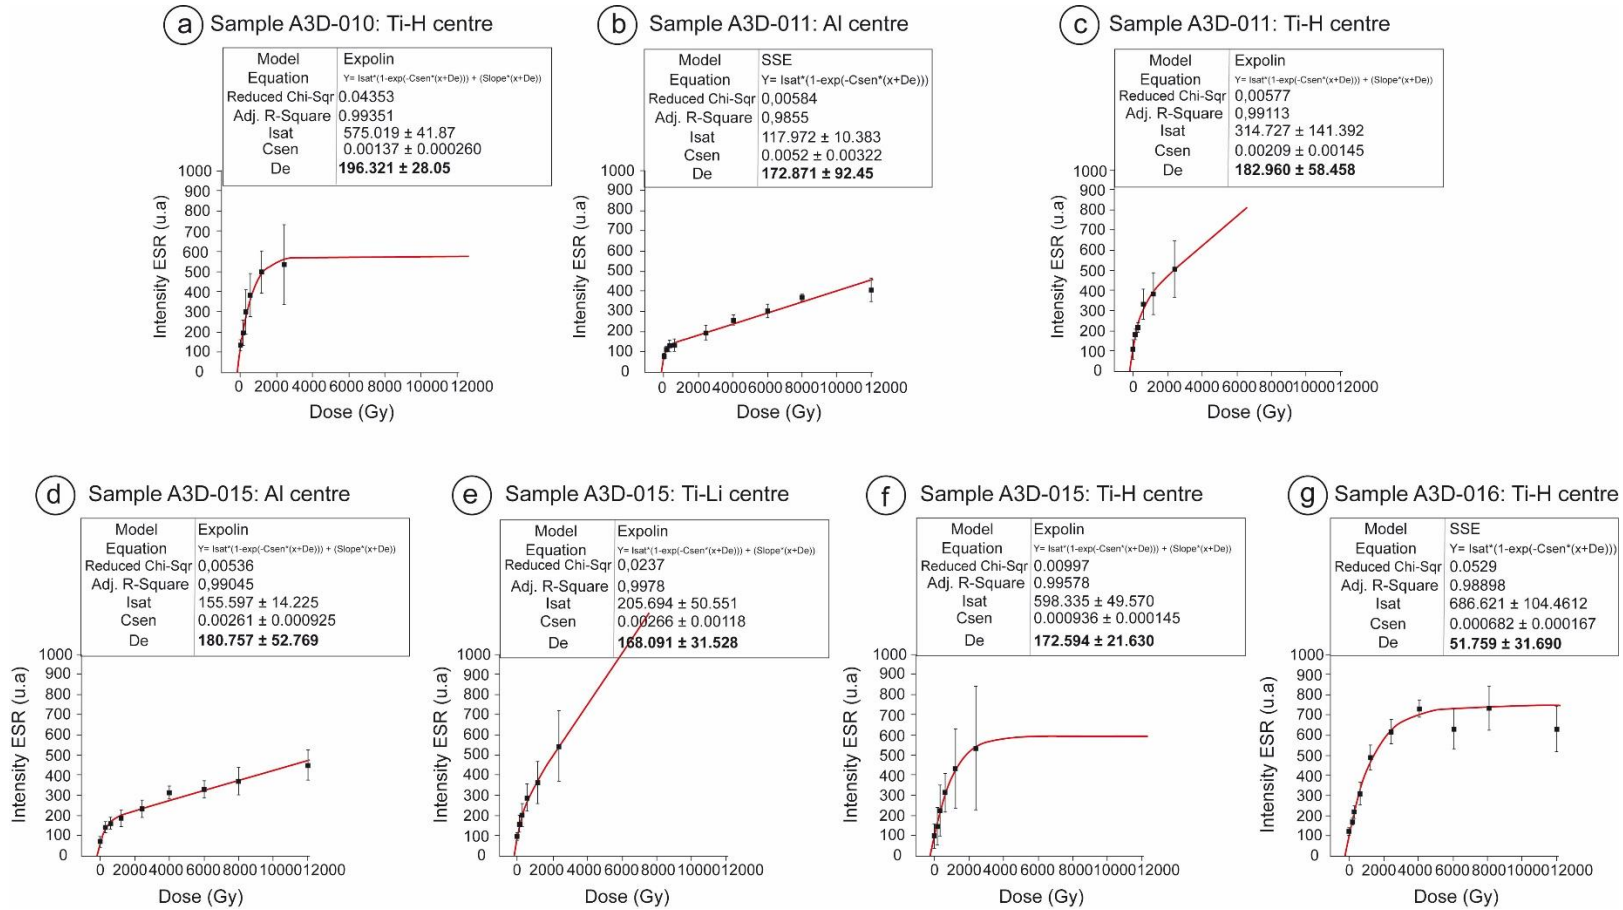 a Sample A3D-010: Ti-H centre
Model Expolin
Equation Y= Isat*(1-exp(-Csen*(x+De))) + (Slope*(x+De))
Reduced Chi-Sqr 0.04353
Adj. R-Square 0.99351
Isat 575.019 ± 41.87
Csen 0.00137 ± 0.000260
De 196.321 ± 28.05
1000
900
800
700
600
500
400
300
200
100
0
Intensity ESR (u.a)
0 2000 4000 6000 8000 10000 12000
Dose (Gy)
b Sample A3D-011: Al centre
Model SSE
Equation Y= Isat*(1-exp(-Csen*(x+De)))
Reduced Chi-Sqr 0,00584
Adj. R-Square 0,9855
Isat 117.972 ± 10.383
Csen 0.0052 ± 0.00322
De 172.871 ± 92.45
1000
900
800
700
600
500
400
300
200
100
0
Intensity ESR (u.a)
0 2000 4000 6000 8000 10000 12000
Dose (Gy)
c Sample A3D-011: Ti-H centre
Model Expolin
Equation Y= Isat*(1-exp(-Csen*(x+De))) + (Slope*(x+De))
Reduced Chi-Sqr 0,00577
Adj. R-Square 0,99113
Isat 314.727 ± 141.392
Csen 0.00209 ± 0.00145
De 182.960 ± 58.458
1000
900
800
700
600
500
400
300
200
100
0
Intensity ESR (u.a)
0 2000 4000 6000 8000 10000 12000
Dose (Gy)
d Sample A3D-015: Al centre
Model Expolin
Equation Y= Isat*(1-exp(-Csen*(x+De))) + (Slope*(x+De))
Reduced Chi-Sqr 0,00536
Adj. R-Square 0,99045
Isat 155.597 ± 14.225
Csen 0.00261 ± 0.000925
De 180.757 ± 52.769
1000
900
800
700
600
500
400
300
200
100
0
Intensity ESR (u.a)
0 2000 4000 6000 8000 10000 12000
Dose (Gy)
e Sample A3D-015: Ti-Li centre
Model Expolin
Equation Y= Isat*(1-exp(-Csen*(x+De))) + (Slope*(x+De))
Reduced Chi-Sqr 0,0237
Adj. R-Square 0,9978
Isat 205.694 ± 50.551
Csen 0.00266 ± 0.00118
De 168.091 ± 31.528
1000
900
800
700
600
500
400
300
200
100
0
Intensity ESR (u.a)
0 2000 4000 6000 8000 10000 12000
Dose (Gy)
f Sample A3D-015: Ti-H centre
Model Expolin
Equation Y= Isat*(1-exp(-Csen*(x+De))) + (Slope*(x+De))
Reduced Chi-Sqr 0.00997
Adj. R-Square 0.99578
Isat 598.335 ± 49.570
Csen 0.000936 ± 0.000145
De 172.594 ± 21.630
1000
900
800
700
600
500
400
300
200
100
0
Intensity ESR (u.a)
0 2000 4000 6000 8000 10000 12000
Dose (Gy)
g Sample A3D-016: Ti-H centre
Model SSE
Equation Y= Isat*(1-exp(-Csen*(x+De)))
Reduced Chi-Sqr 0.0529
Adj. R-Square 0.98898
Isat 686.621 ± 104.4612
Csen 0.000682 ± 0.000167
De 51.759 ± 31.690
1000
900
800
700
600
500
400
300
200
100
0
Intensity ESR (u.a)
0 2000 4000 6000 8000 10000 12000
Dose (Gy)